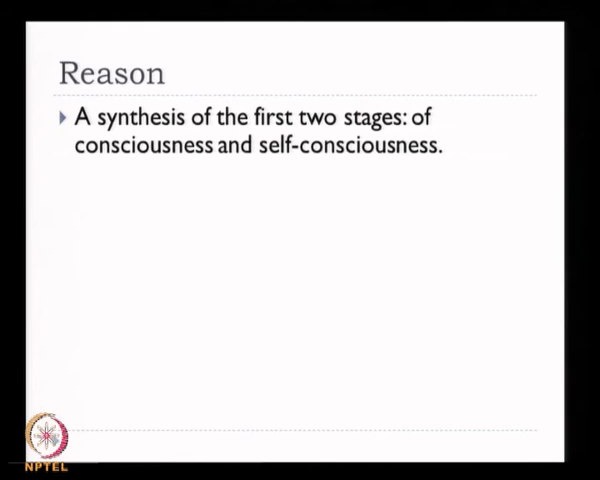 Reason
A synthesis of the first two stages: of
consciousness and self-consciousness.
NPTEL